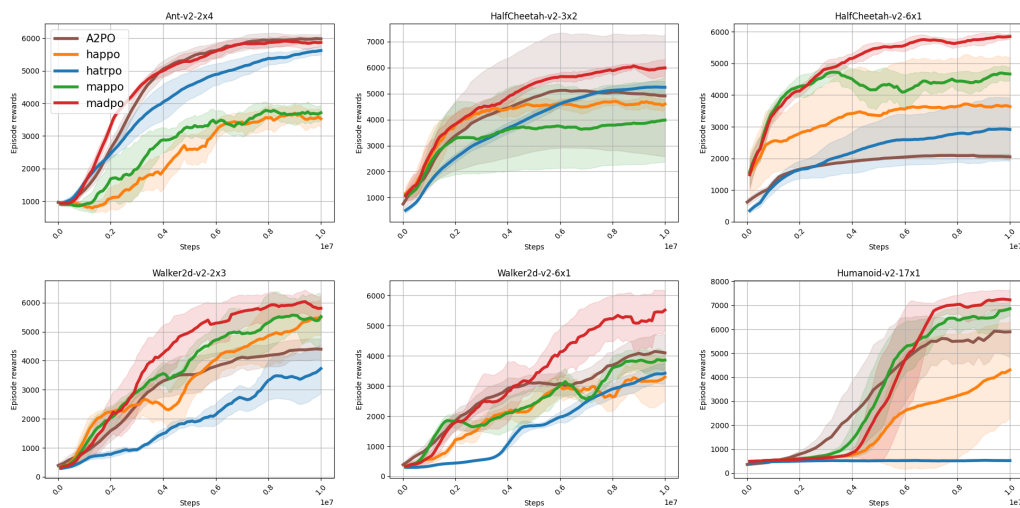 Ant-v2-2x4
A2PO
happo
hatrpo
mappo
madpo
Episode rewards
6000
5000
4000
3000
2000
1000
0.0
0.2
0.4
0.6
0.8
1.0
1e7
Steps
HalfCheetah-v2-3x2
Episode rewards
7000
6000
5000
4000
3000
2000
1000
0
0.0
0.2
0.4
0.6
0.8
1.0
1e7
Steps
HalfCheetah-v2-6x1
Episode rewards
6000
5000
4000
3000
2000
1000
0
0.0
0.2
0.4
0.6
0.8
1.0
1e7
Steps
Walker2d-v2-2x3
Episode rewards
6000
5000
4000
3000
2000
1000
0
0.0
0.2
0.4
0.6
0.8
1.0
1e7
Steps
Walker2d-v2-6x1
Episode rewards
6000
5000
4000
3000
2000
1000
0
0.0
0.2
0.4
0.6
0.8
1.0
1e7
Steps
Humanoid-v2-17x1
Episode rewards
8000
7000
6000
5000
4000
3000
2000
1000
0
0.0
0.2
0.4
0.6
0.8
1.0
1e7
Steps